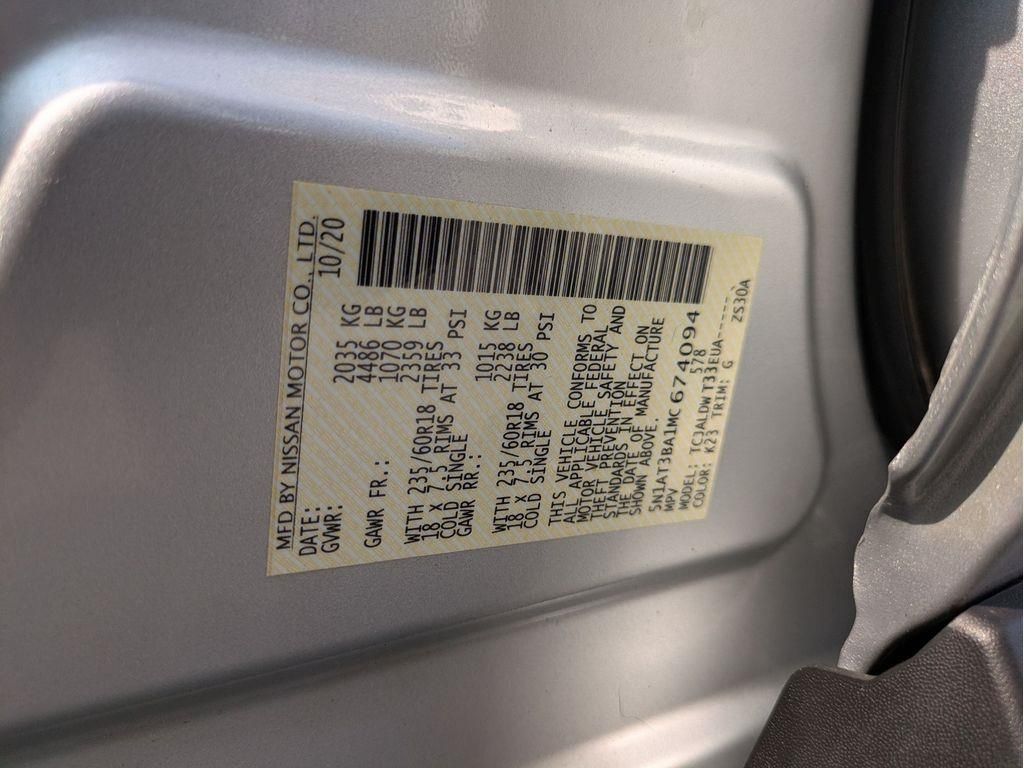 MFD BY NISSAN MOTOR CO., LTD.
DATE: 10/20
GVWR: 2035 KG
4486 LB
GAWR FR.: 1070 KG
2359 LB
WITH 235/60R18 TIRES
18 X 7.5 RIMS AT 33 PSI
COLD SINGLE
GAWR RR.: 1015 KG
2238 LB
WITH 235/60R18 TIRES
18 X 7.5 RIMS AT 30 PSI
COLD SINGLE
THIS VEHICLE CONFORMS TO
ALL APPLICABLE FEDERAL
MOTOR VEHICLE SAFETY AND
THEFT PREVENTION
STANDARDS IN EFFECT ON
THE DATE OF MANUFACTURE
SHOWN ABOVE.
5N1AT3BA1MC674094
MPV 578
MODEL: TCJALDWT33EUA-----
COLOR: K23 TRIM: G ZS30A